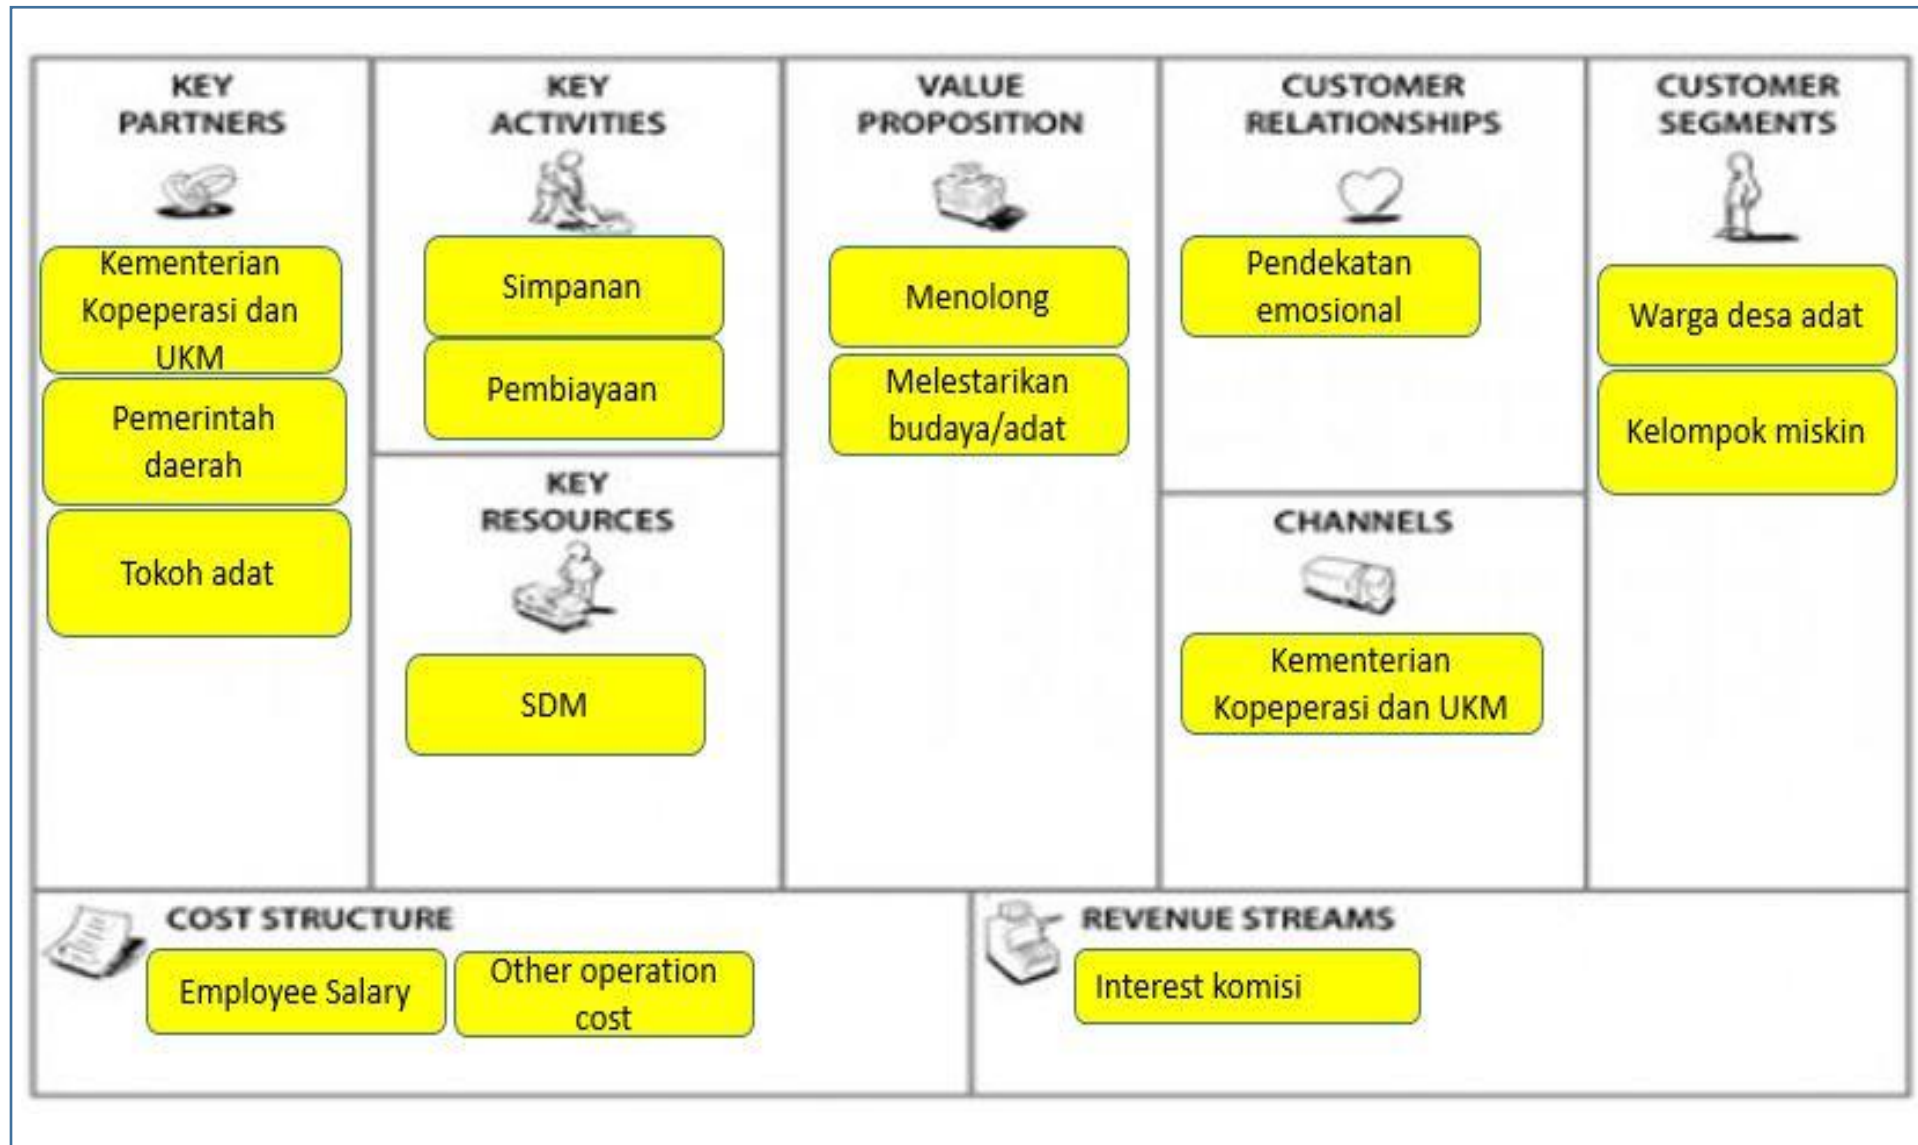 KEY
PARTNERS
Kementerian
Kopeperasi dan
UKM
Pemerintah
daerah
Tokoh adat
KEY
ACTIVITIES
Simpanan
Pembiayaan
KEY
RESOURCES
SDM
VALUE
PROPOSITION
Menolong
Melestarikan
budaya/adat
CUSTOMER
RELATIONSHIPS
Pendekatan
emosional
CHANNELS
Kementerian
Kopeperasi dan UKM
CUSTOMER
SEGMENTS
Warga desa adat
Kelompok miskin
COST STRUCTURE
Employee Salary
Other operation
cost
REVENUE STREAMS
Interest komisi